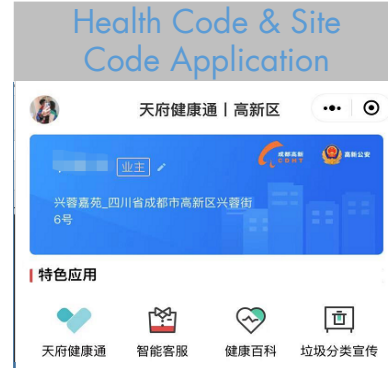 Health Code & Site
Code Application
天府健康通丨高新区
成都高新
CDHT
高新公安
业主
兴蓉嘉苑_四川省成都市高新区兴蓉街
6号
特色应用
天府健康通 智能客服 健康百科 垃圾分类宣传